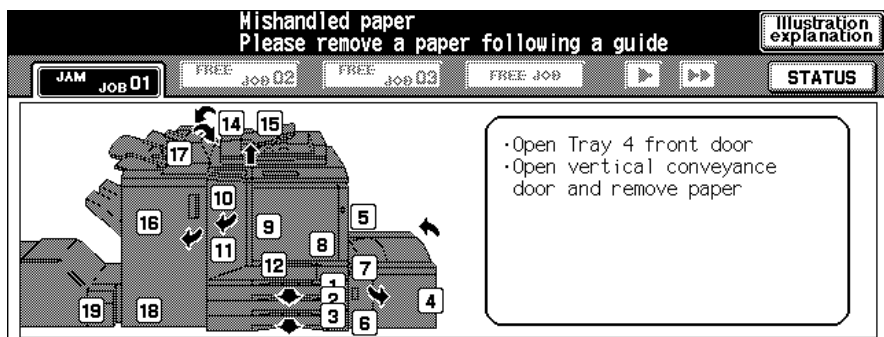 Mishandled paper
Please remove a paper following a guide
Illustration
explanation
JAM
JOB 01
FREE
JOB 02
FREE
JOB 03
FREE JOB
STATUS
14
15
17
10
16
9
5
11
8
12
7
1
2
4
3
19
18
6
·Open Tray 4 front door
·Open vertical conveyance
door and remove paper